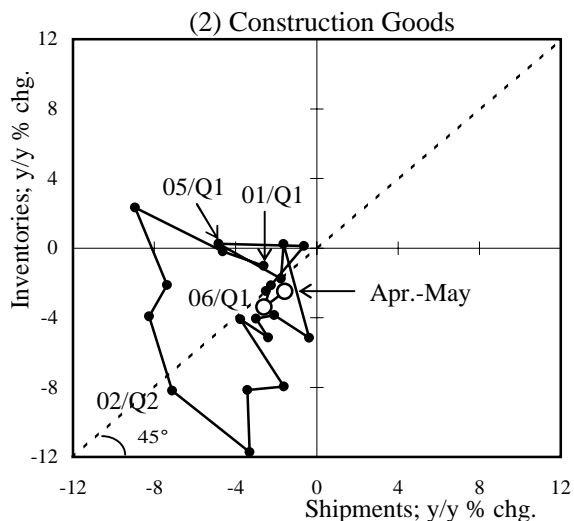 (2) Construction Goods
Inventories; y/y % chg.
12
8
4
0
-4
-8
-12
05/Q1
01/Q1
06/Q1
Apr.-May
02/Q2
45°
-12
-8
-4
0
4
8
12
Shipments; y/y % chg.